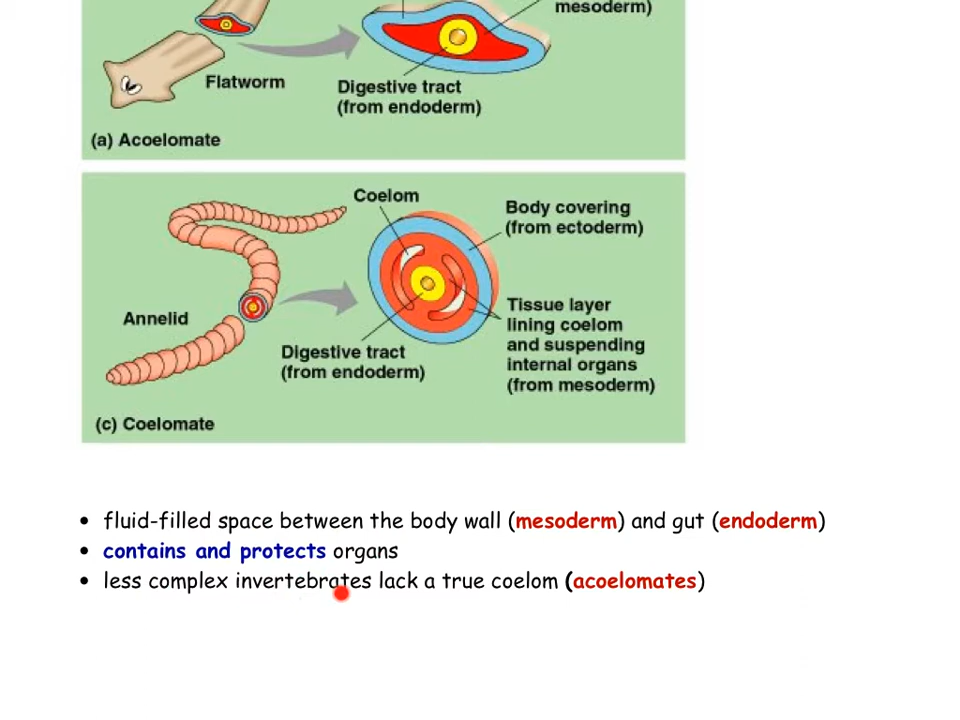 mesoderm)
Flatworm
Digestive tract
(from endoderm)
(a) Acoelomate
Coelom
Body covering
(from ectoderm)
Annelid
Tissue layer
lining coelom
and suspending
internal organs
(from mesoderm)
Digestive tract
(from endoderm)
(c) Coelomate
• fluid-filled space between the body wall (mesoderm) and gut (endoderm)
• contains and protects organs
• less complex invertebrates lack a true coelom (acoelomates)